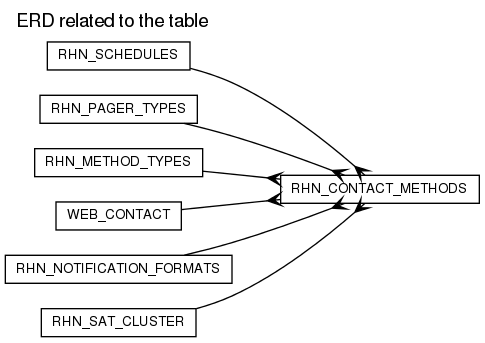 ERD related to the table
RHN_SCHEDULES
RHN_PAGER_TYPES
RHN_METHOD_TYPES
RHN_CONTACT_METHODS
WEB_CONTACT
RHN_NOTIFICATION_FORMATS
RHN_SAT_CLUSTER